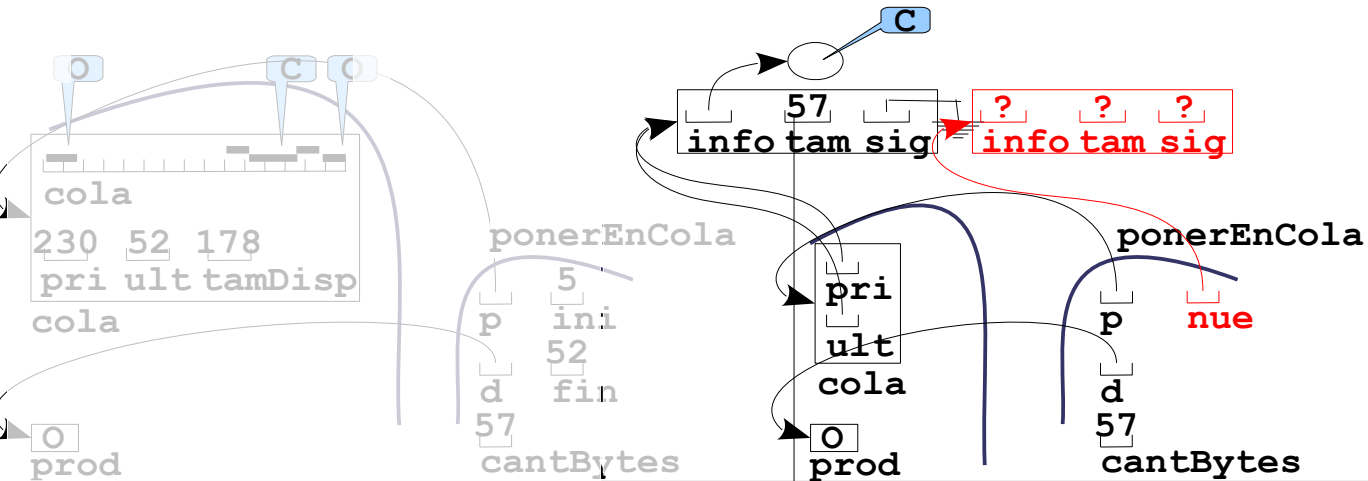 C
O C O
57 ? ? ?
info tam sig info tam sig
cola
230 52 178
pri ult tamDisp
cola
ponerEnCola
5
p ini
52
d fin
57
cantBytes
O
prod
ponerEnCola
pri
ult
cola
p nue
d
57
cantBytes
O
prod